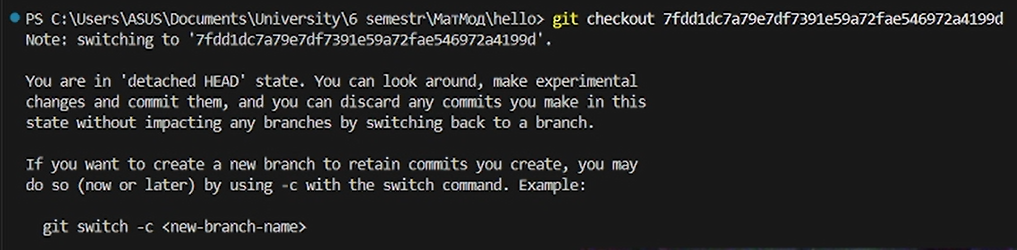 PS C:\Users\ASUS\Documents\University\6 semestr\МатМод\hello> git checkout 7fdd1dc7a79e7df7391e59a72fae546972a4199d
Note: switching to '7fdd1dc7a79e7df7391e59a72fae546972a4199d'.
You are in 'detached HEAD' state. You can look around, make experimental
changes and commit them, and you can discard any commits you make in this
state without impacting any branches by switching back to a branch.
If you want to create a new branch to retain commits you create, you may
do so (now or later) by using -c with the switch command. Example:
git switch -c <new-branch-name>